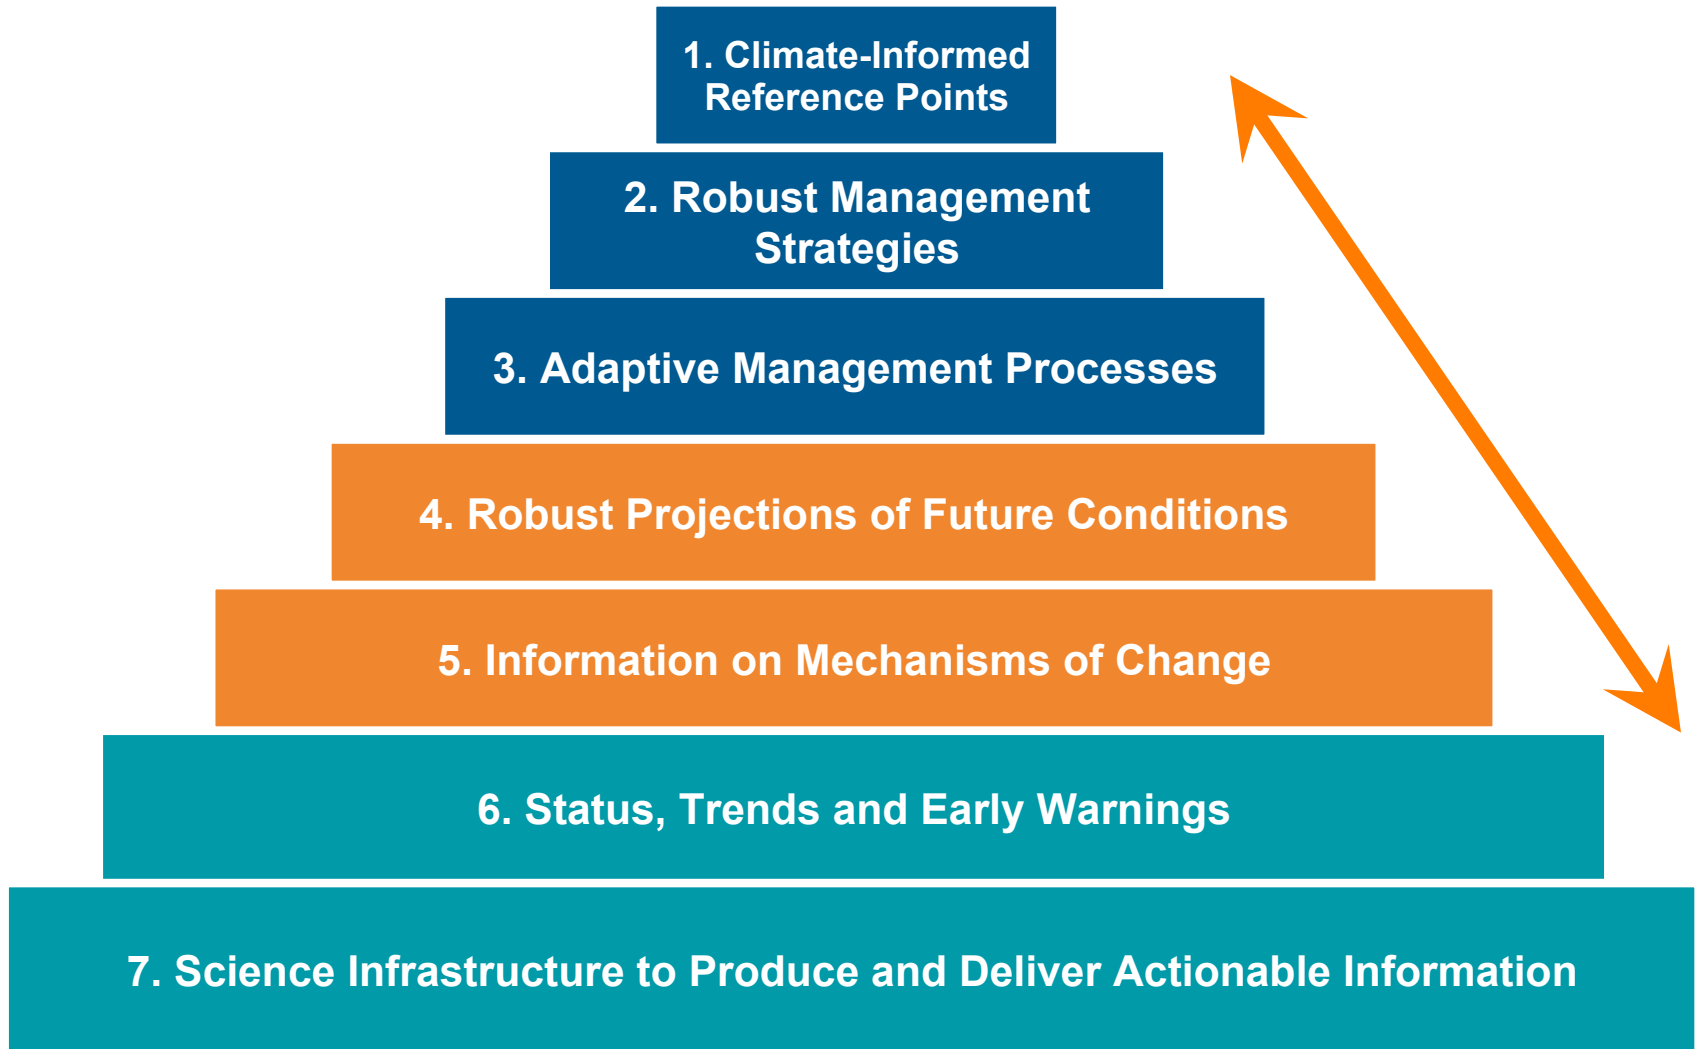 1. Climate-Informed
Reference Points
2. Robust Management
Strategies
3. Adaptive Management Processes
4. Robust Projections of Future Conditions
5. Information on Mechanisms of Change
6. Status, Trends and Early Warnings
7. Science Infrastructure to Produce and Deliver Actionable Information